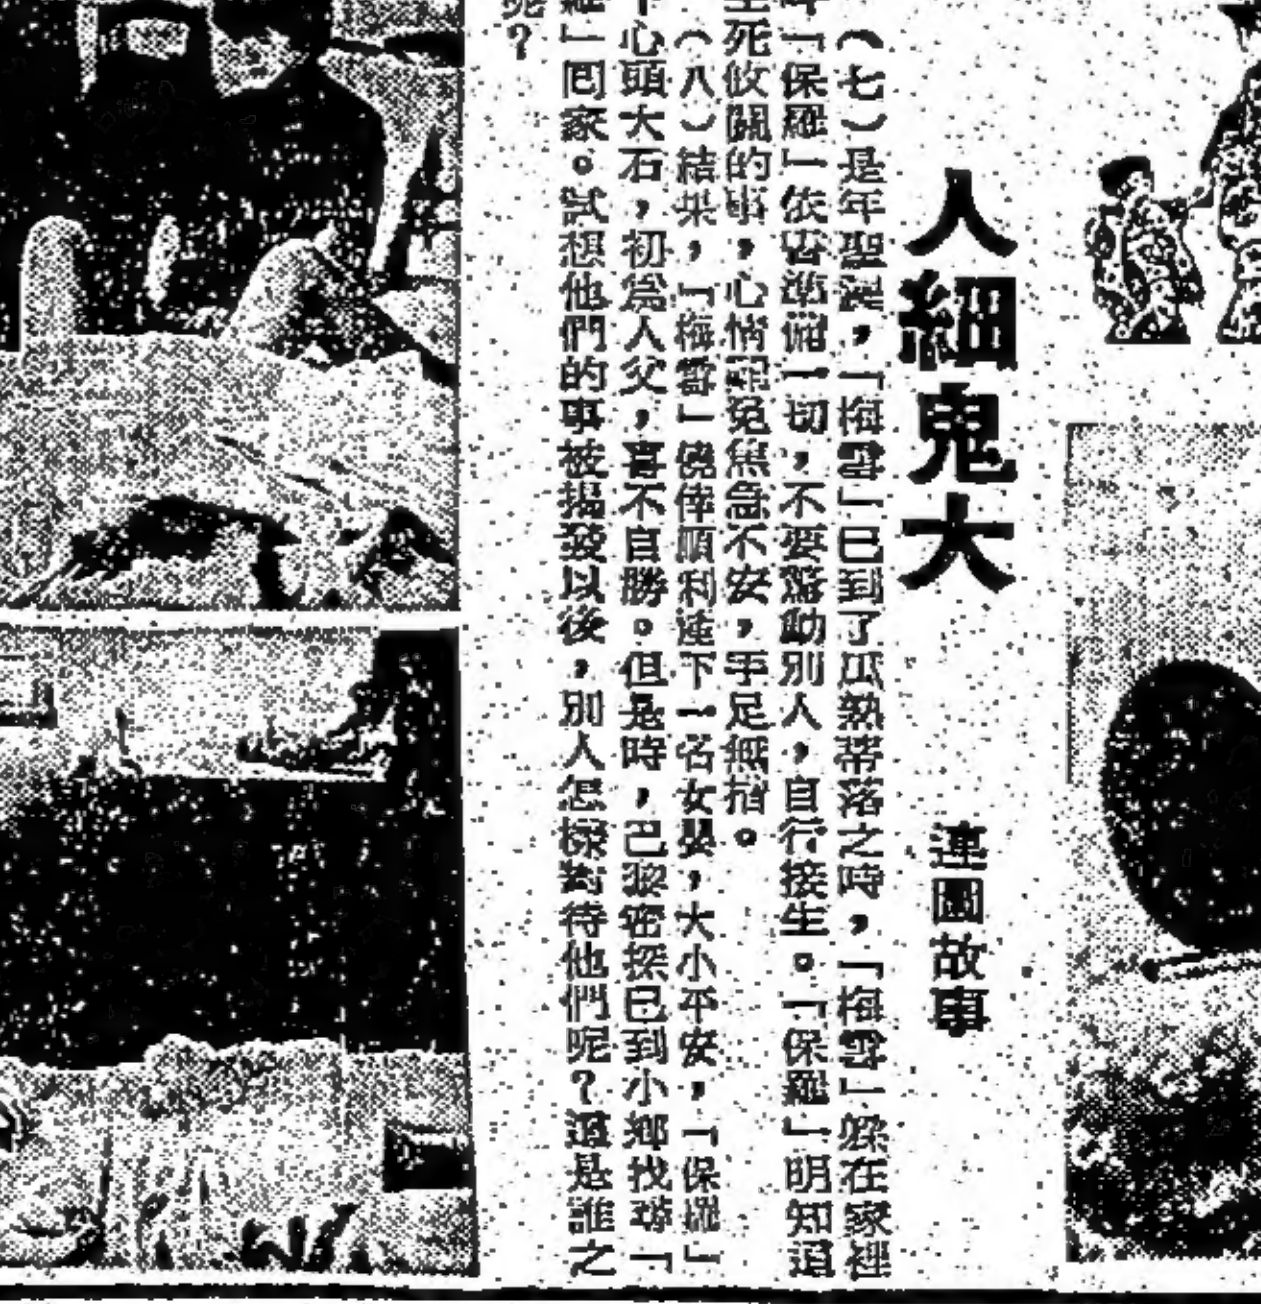 人細鬼大
連圖故事
(七)是年聖誕,「梅雪」已到了瓜熟蒂落之時,「梅雪」躲在家裡
「保羅」依舊準備一切,不要驚動別人,自行接生。「保羅」明知道
生死攸關的事,心情難免焦急不安,手足無措。
(八)結果,「梅雪」僥倖順利產下一名女嬰,大小平安,「保羅」
心頭大石,初為人父,喜不自勝。但是時,巴黎密探已到小鄉找尋「
羅」回家。試想他們的事被揭發以後,別人怎樣對待他們呢?這是誰之
呢?